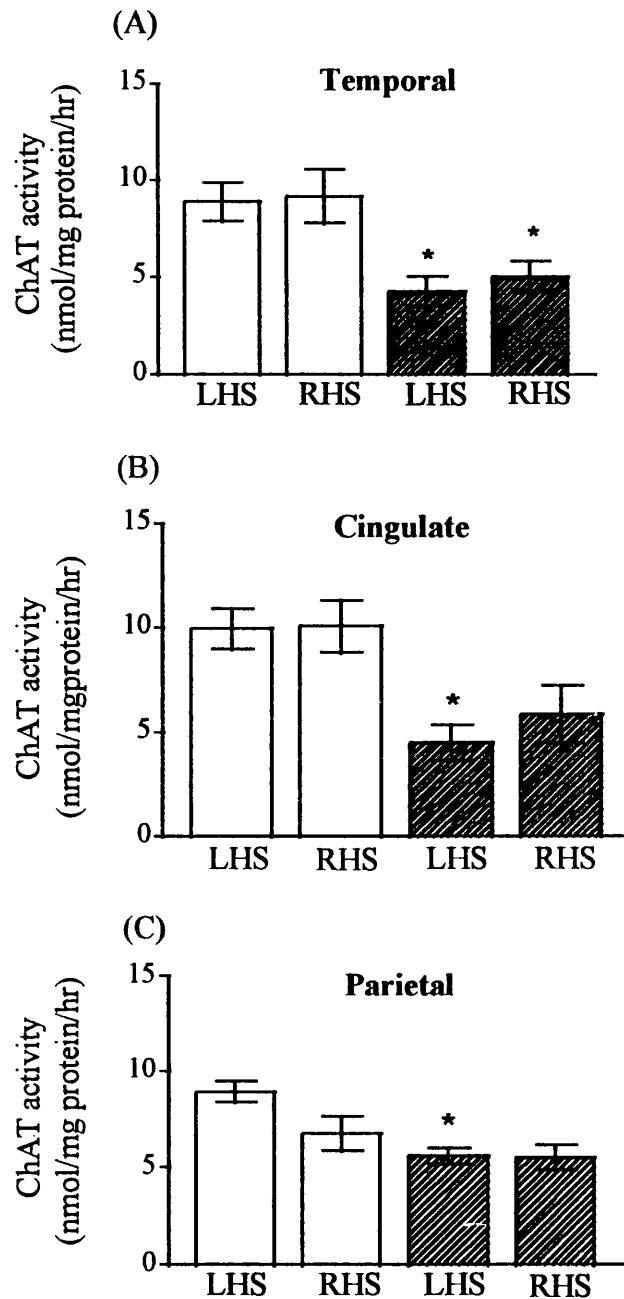 (A)
Temporal
ChAT activity
(nmol/mg protein/hr)
15
10
5
0
*
*
LHS
RHS
LHS
RHS
(B)
Cingulate
ChAT activity
(nmol/mgprotein/hr)
15
10
5
0
*
LHS
RHS
LHS
RHS
(C)
Parietal
ChAT activity
(nmol/mg protein/hr)
15
10
5
0
*
LHS
RHS
LHS
RHS